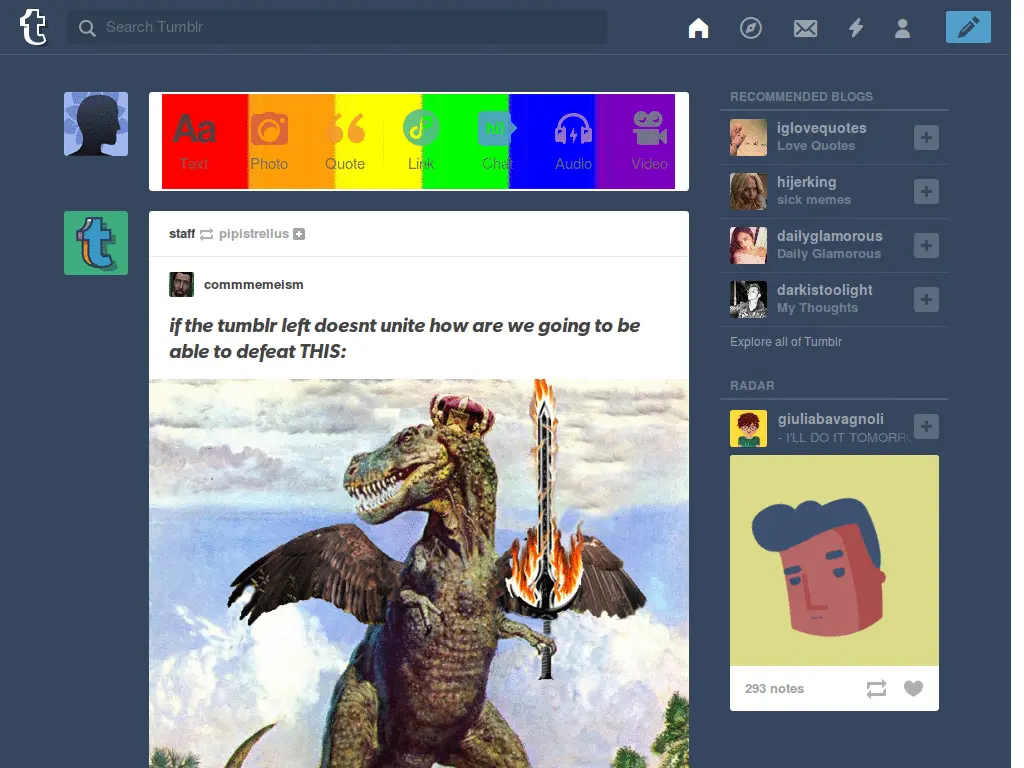 t
Search Tumblr
Aa
Text
Photo
Quote
Link
Chat
Audio
Video
staff pipistrellus
commmemeism
if the tumblr left doesnt unite how are we going to be
able to defeat THIS:
RECOMMENDED BLOGS
iglovequotes
Love Quotes
hijerking
sick memes
dailyglamorous
Daily Glamorous
darkistoolight
My Thoughts
Explore all of Tumblr
RADAR
giuliabavagnoli
- I'LL DO IT TOMORRO
293 notes